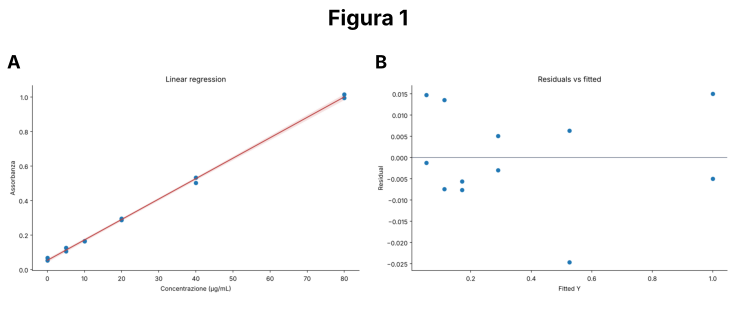 Figura 1
A
Linear regression
1.0
0.8
0.6
0.4
0.2
0.0
Assorbanza
0 10 20 30 40 50 60 70 80
Concentrazione (µg/mL)
B
Residuals vs fitted
0.015
0.010
0.005
0.000
−0.005
−0.010
−0.015
−0.020
−0.025
Residual
0.2 0.4 0.6 0.8 1.0
Fitted Y